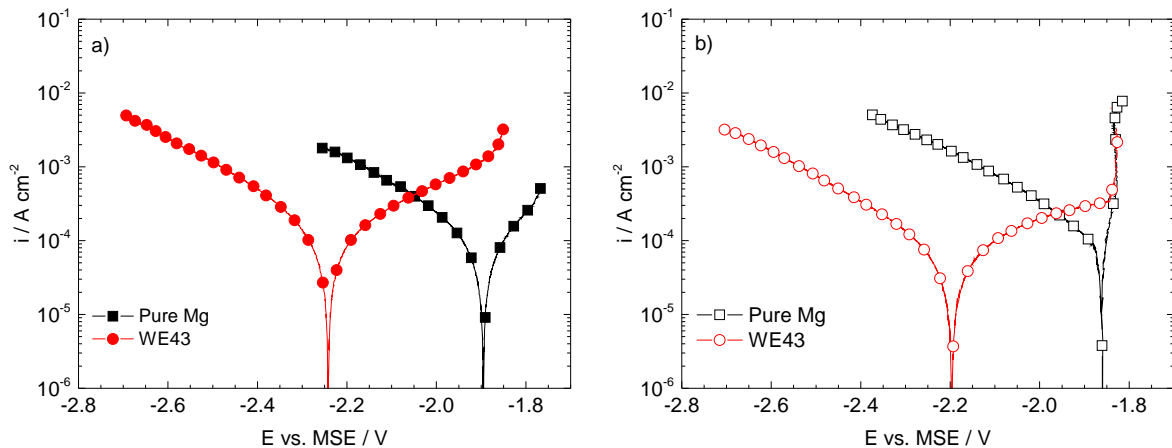 a)
10⁻¹
10⁻²
10⁻³
10⁻⁴
10⁻⁵
10⁻⁶
i / A cm⁻²
Pure Mg
WE43
-2.8 -2.6 -2.4 -2.2 -2.0 -1.8
E vs. MSE / V
b)
10⁻¹
10⁻²
10⁻³
10⁻⁴
10⁻⁵
10⁻⁶
i / A cm⁻²
Pure Mg
WE43
-2.8 -2.6 -2.4 -2.2 -2.0 -1.8
E vs. MSE / V